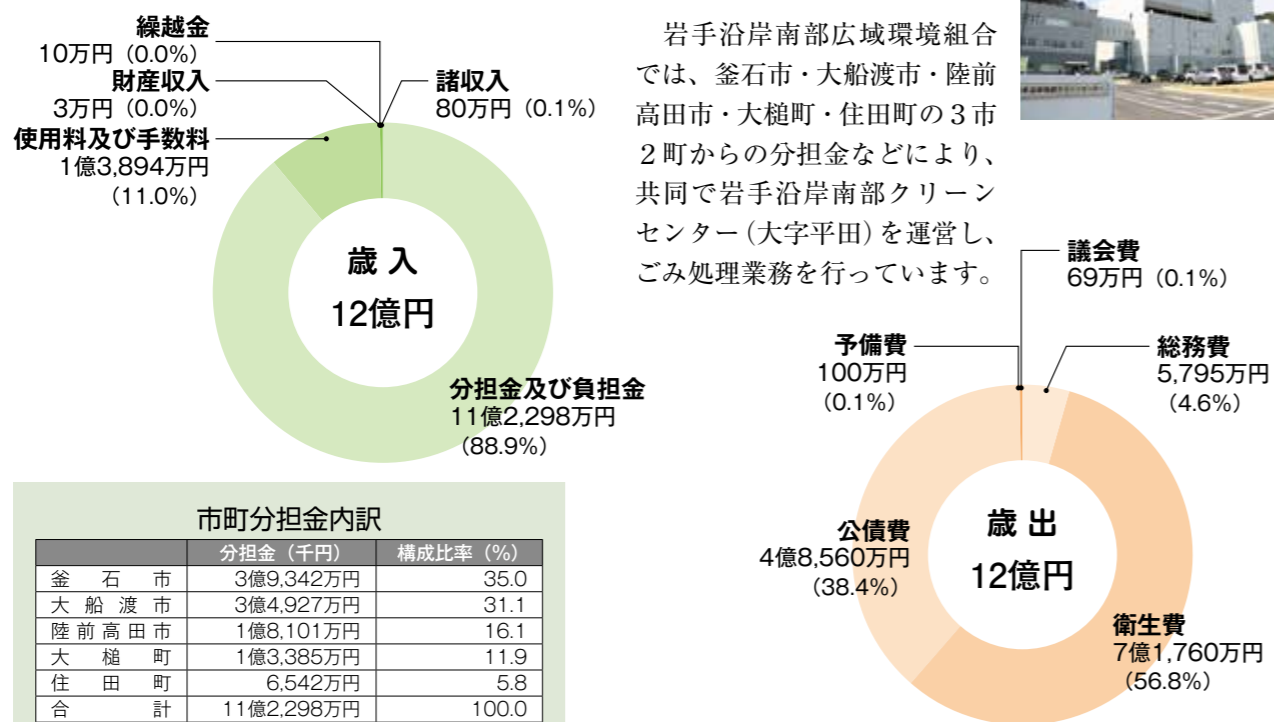 繰越金
10万円（0.0%）
財産収入
3万円（0.0%）
使用料及び手数料
1億3,894万円
（11.0%）
諸収入
80万円（0.1%）
歳 入
12億円
分担金及び負担金
11億2,298万円
（88.9%）
岩手沿岸南部広域環境組合
では、釜石市・大船渡市・陸前
高田市・大槌町・住田町の３市
２町からの分担金などにより、
共同で岩手沿岸南部クリーン
センター（大字平田）を運営し、
ごみ処理業務を行っています。
議会費
69万円（0.1%）
予備費
100万円
（0.1%）
総務費
5,795万円
（4.6%）
公債費
4億8,560万円
（38.4%）
歳 出
12億円
衛生費
7億1,760万円
（56.8%）
市町分担金内訳
分担金（千円） 構成比率（%）
釜石市 3億9,342万円 35.0
大船渡市 3億4,927万円 31.1
陸前高田市 1億8,101万円 16.1
大槌町 1億3,385万円 11.9
住田町 6,542万円 5.8
合計 11億2,298万円 100.0